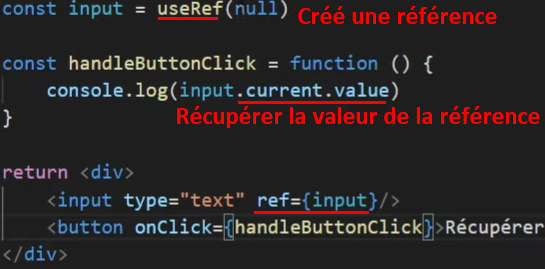 const input = useRef(null) Créé une référence
const handleButtonClick = function () {
console.log(input.current.value)
}
Récupérer la valeur de la référence
return <div>
<input type="text" ref={input}/>
<button onClick={handleButtonClick}>Récupérer
</div>